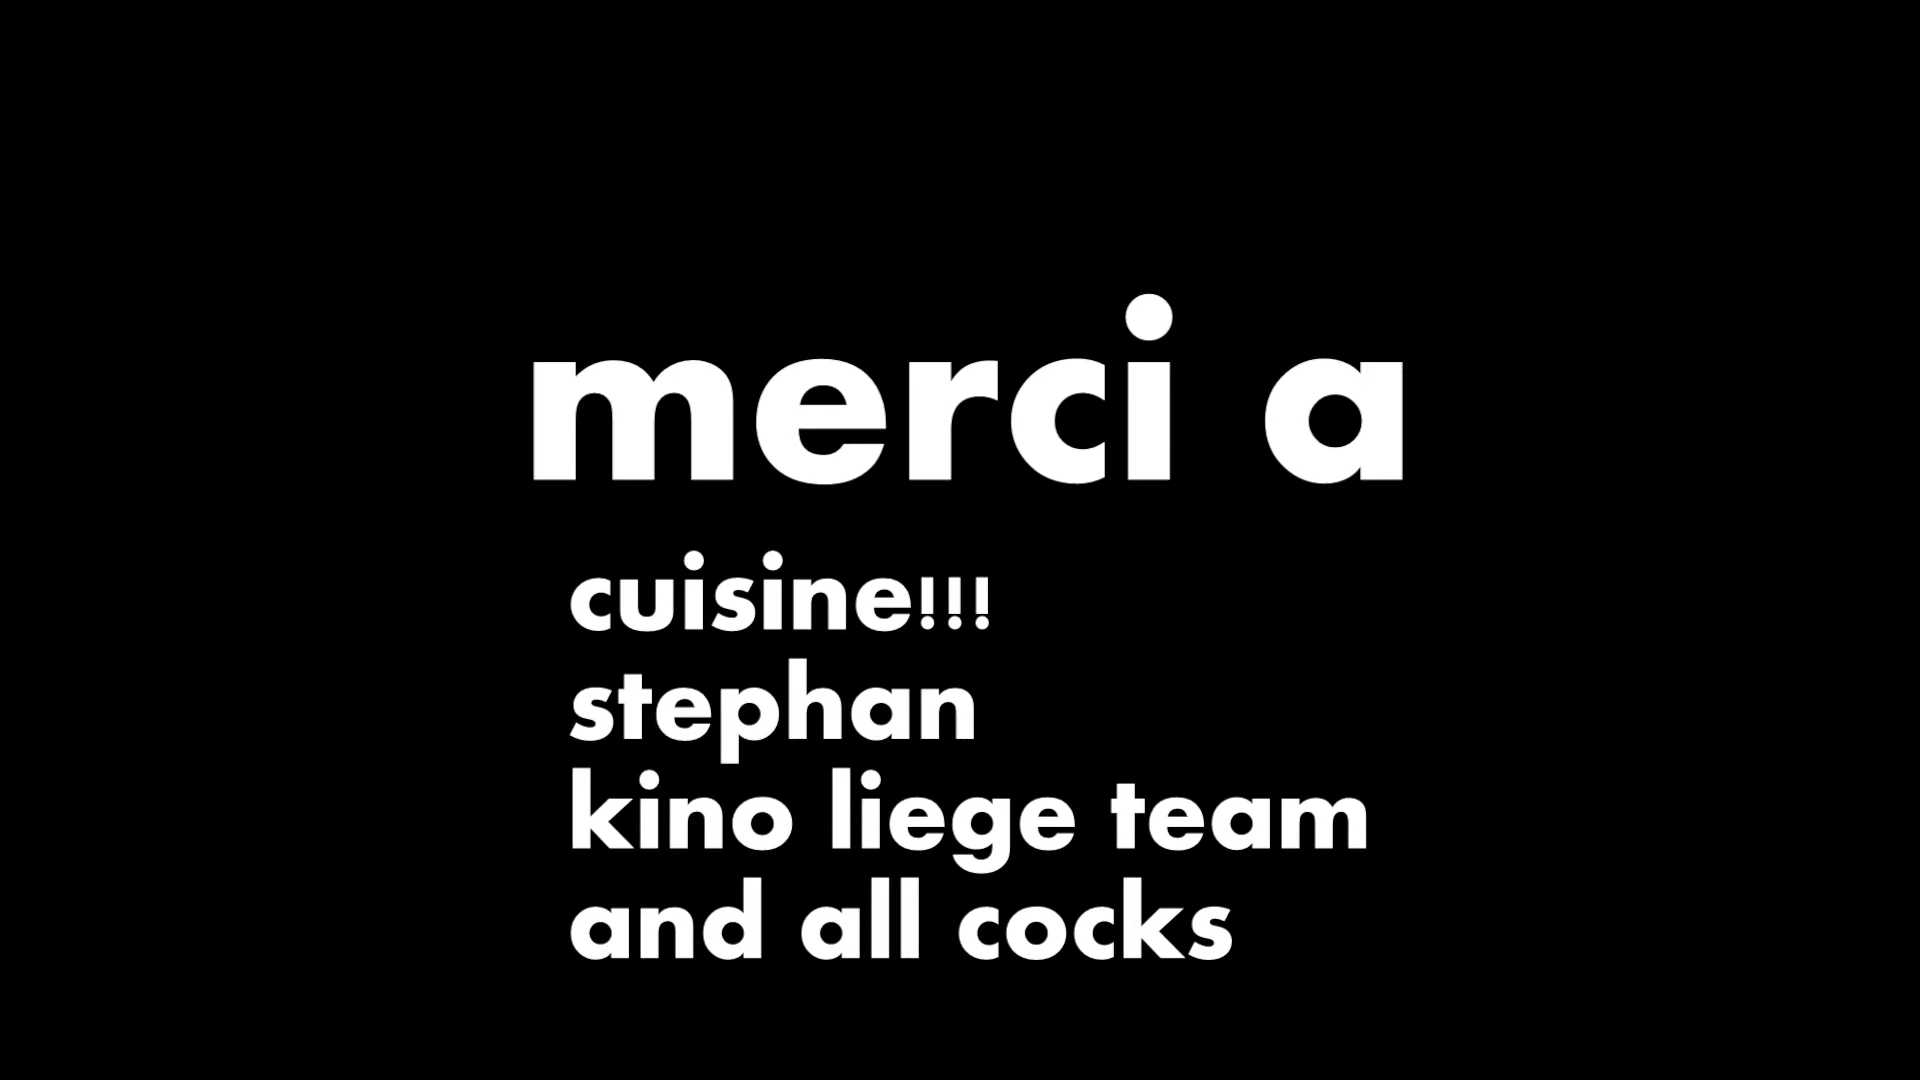 merci a
cuisine!!!
stephan
kino liege team
and all cocks